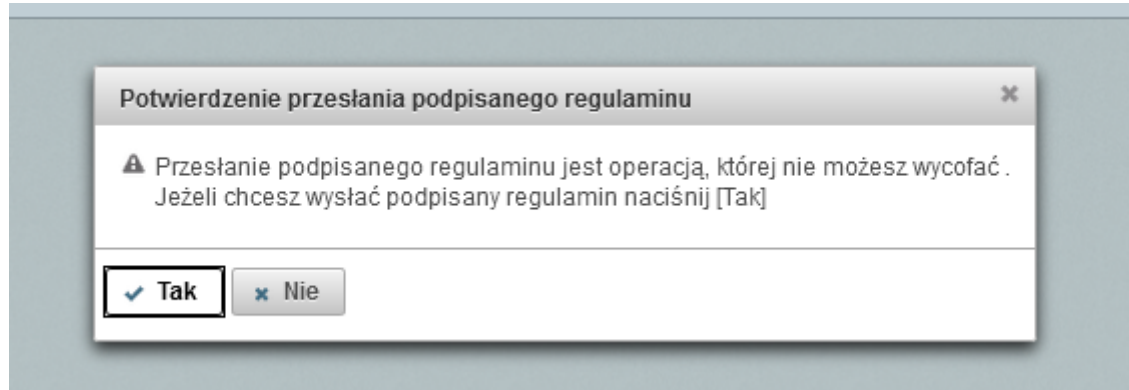 Potwierdzenie przesłania podpisanego regulaminu
Przesłanie podpisanego regulaminu jest operacją, której nie możesz wycofać .
Jeżeli chcesz wysłać podpisany regulamin naciśnij [Tak]
Tak
Nie